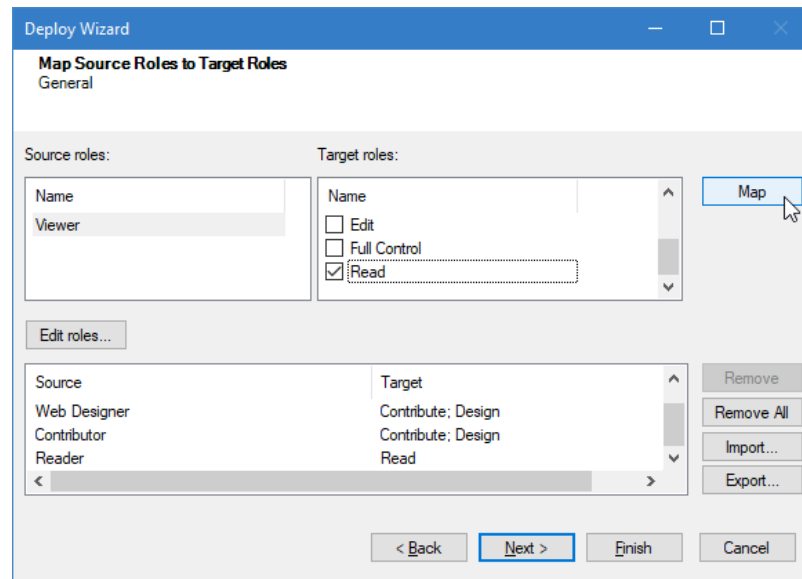 Deploy Wizard
Map Source Roles to Target Roles
General
Source roles:
Target roles:
Name
Name
Map
Viewer
Edit
Full Control
Read
Edit roles...
Source Target
Remove
Web Designer Contribute; Design
Remove All
Contributor Contribute; Design
Reader Read
Import...
Export...
< Back
Next >
Finish
Cancel